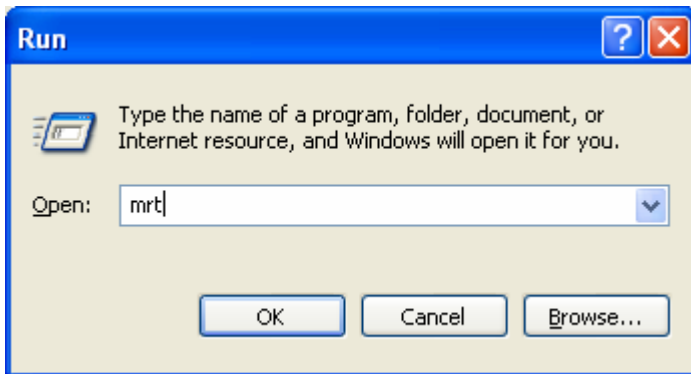 Run
Type the name of a program, folder, document, or
Internet resource, and Windows will open it for you.
Open: mrt
OK Cancel Browse...